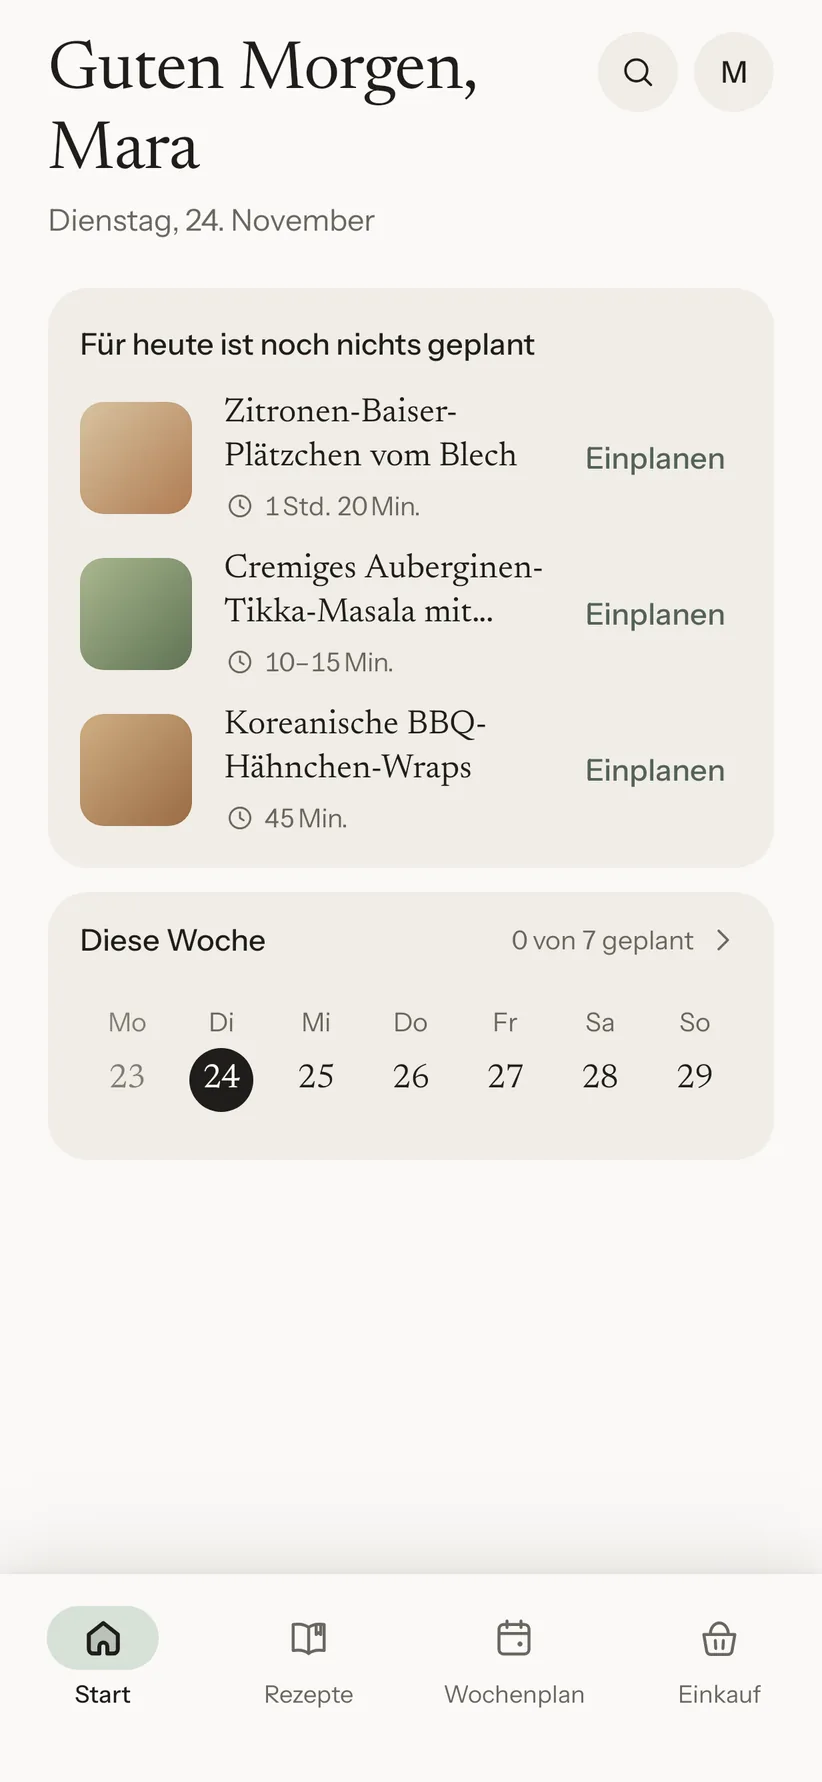 Guten Morgen,
Mara
M
Dienstag, 24. November
Für heute ist noch nichts geplant
Zitronen-Baiser-
Plätzchen vom Blech
1 Std. 20 Min.
Einplanen
Cremiges Auberginen-
Tikka-Masala mit...
10–15 Min.
Einplanen
Koreanische BBQ-
Hähnchen-Wraps
45 Min.
Einplanen
Diese Woche
0 von 7 geplant
Mo Di Mi Do Fr Sa So
23 24 25 26 27 28 29
Start Rezepte Wochenplan Einkauf